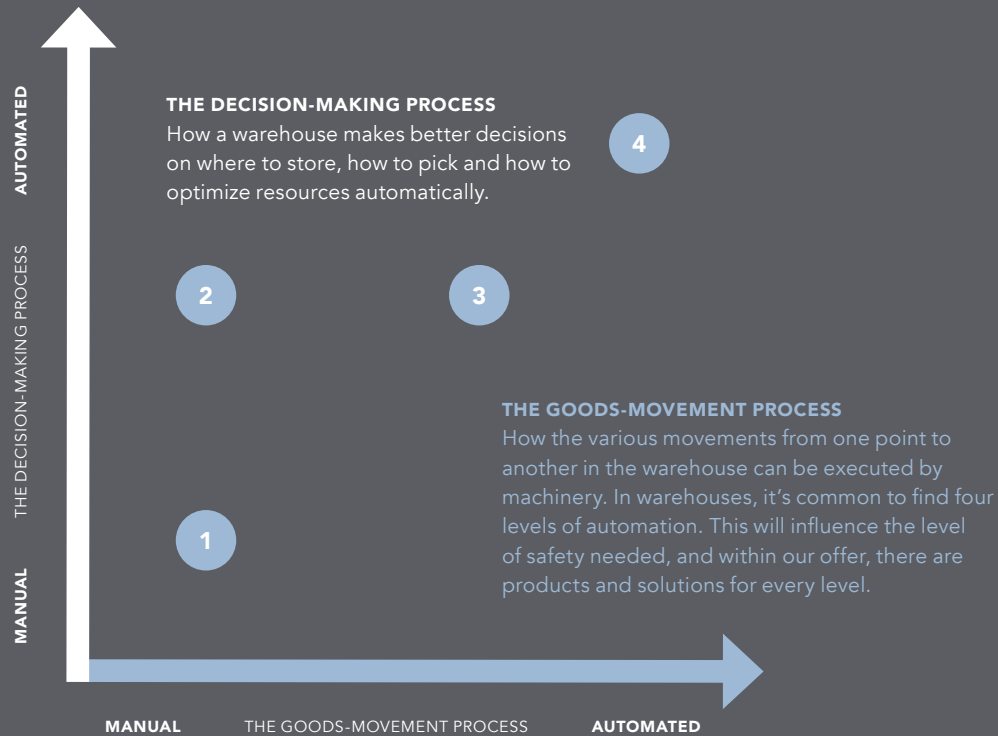 THE DECISION-MAKING PROCESS
How a warehouse makes better decisions
on where to store, how to pick and how to
optimize resources automatically.
4
2
3
THE GOODS-MOVEMENT PROCESS
How the various movements from one point to
another in the warehouse can be executed by
machinery. In warehouses, it's common to find four
levels of automation. This will influence the level
of safety needed, and within our offer, there are
products and solutions for every level.
1
AUTOMATED
THE DECISION-MAKING PROCESS
MANUAL
MANUAL
THE GOODS-MOVEMENT PROCESS
AUTOMATED